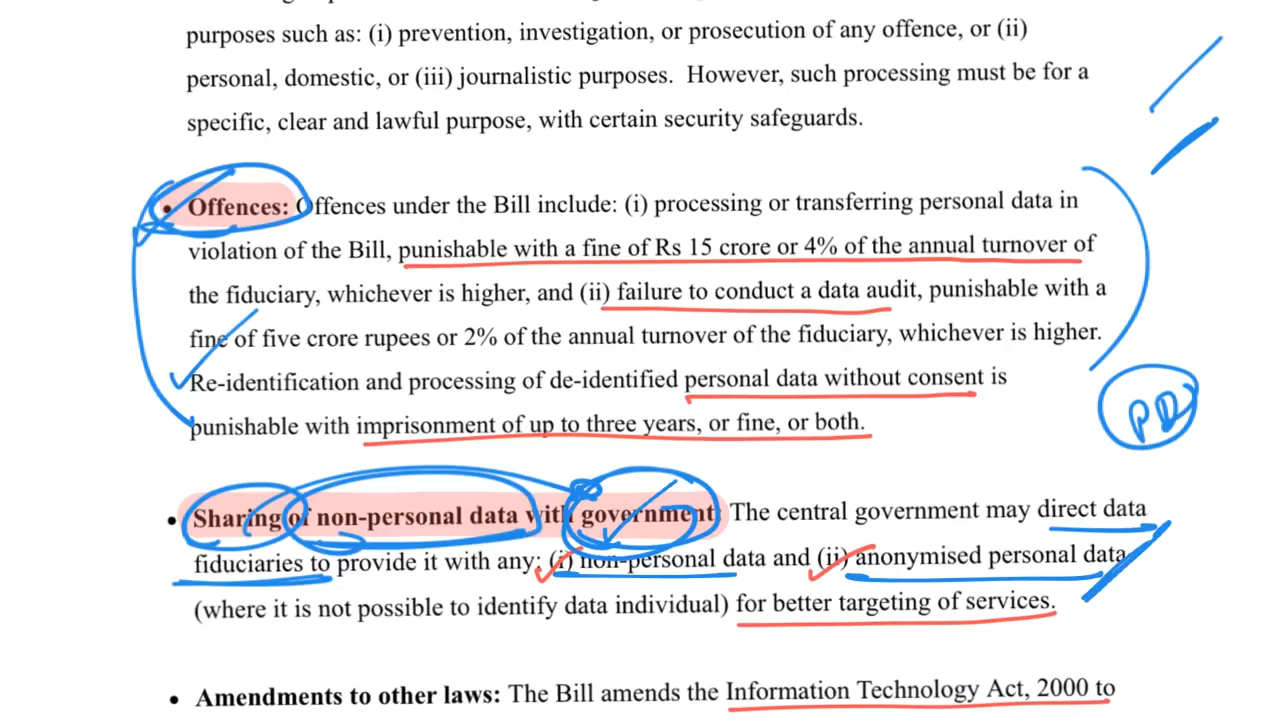 purposes such as: (i) prevention, investigation, or prosecution of any offence, or (ii)
personal, domestic, or (iii) journalistic purposes.  However, such processing must be for a
specific, clear and lawful purpose, with certain security safeguards.
• Offences: Offences under the Bill include: (i) processing or transferring personal data in
violation of the Bill, punishable with a fine of Rs 15 crore or 4% of the annual turnover of
the fiduciary, whichever is higher, and (ii) failure to conduct a data audit, punishable with a
fine of five crore rupees or 2% of the annual turnover of the fiduciary, whichever is higher.
Re-identification and processing of de-identified personal data without consent is
punishable with imprisonment of up to three years, or fine, or both.
• Sharing of non-personal data with government: The central government may direct data
fiduciaries to provide it with any: (i) non-personal data and (ii) anonymised personal data
(where it is not possible to identify data individual) for better targeting of services.
• Amendments to other laws: The Bill amends the Information Technology Act, 2000 to